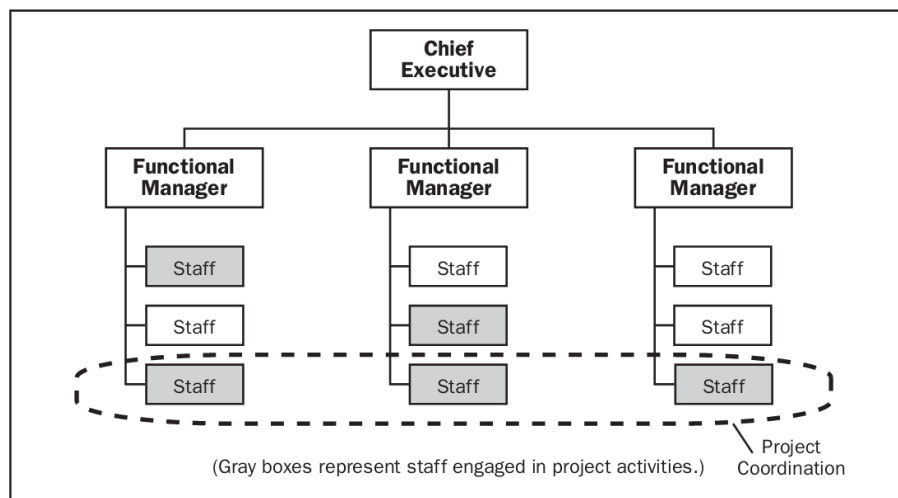 Chief
Executive
Functional
Manager
Functional
Manager
Functional
Manager
Staff
Staff
Staff
Staff
Staff
Staff
Staff
Staff
Staff
Project
Coordination
(Gray boxes represent staff engaged in project activities.)